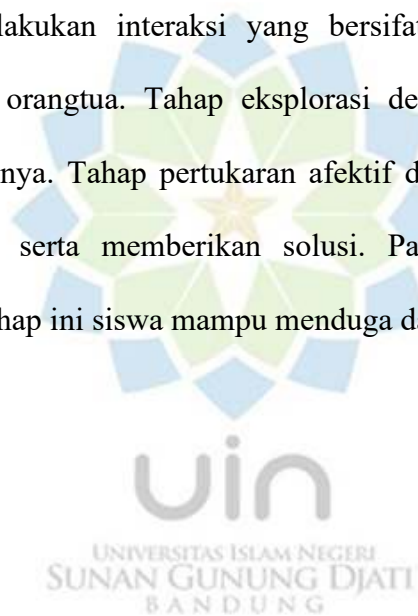 lakukan interaksi yang bersifat
orangtua. Tahap eksplorasi de
nya. Tahap pertukaran afektif d
serta memberikan solusi. Pa
hap ini siswa mampu menduga da
uin
UNIVERSITAS ISLAM NEGERI
SUNAN GUNUNG DJATI
BANDUNG